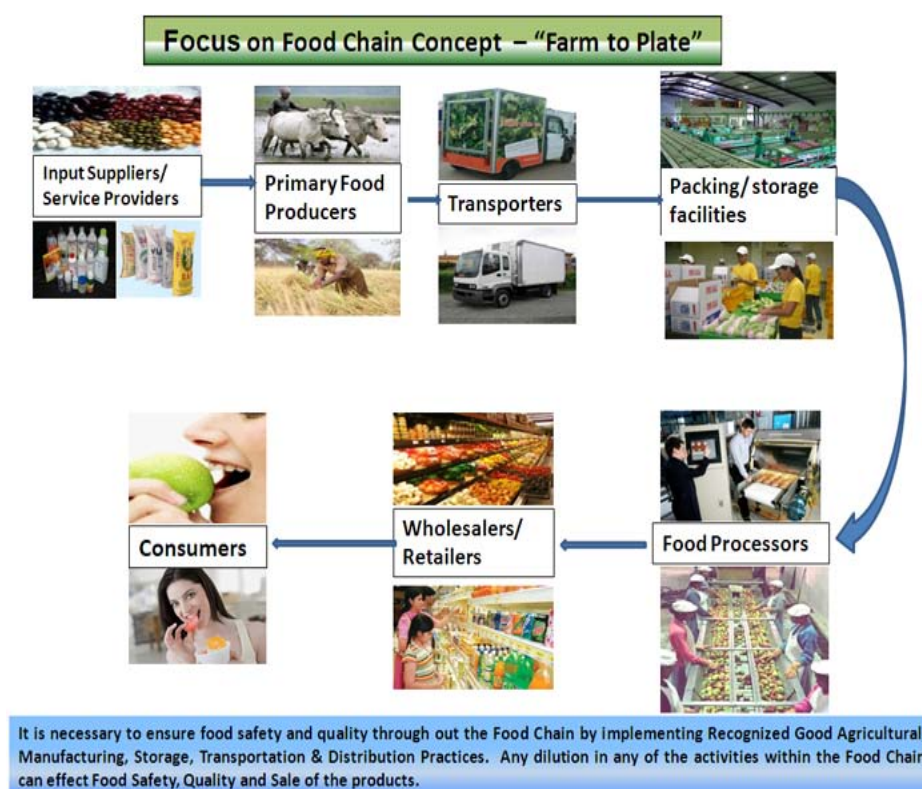 Focus on Food Chain Concept – “Farm to Plate”
Input Suppliers/
Service Providers
Primary Food
Producers
Transporters
Packing/ storage
facilities
Consumers
Wholesalers/
Retailers
Food Processors
It is necessary to ensure food safety and quality through out the Food Chain by implementing Recognized Good Agricultural,
Manufacturing, Storage, Transportation & Distribution Practices. Any dilution in any of the activities within the Food Chain
can effect Food Safety, Quality and Sale of the products.